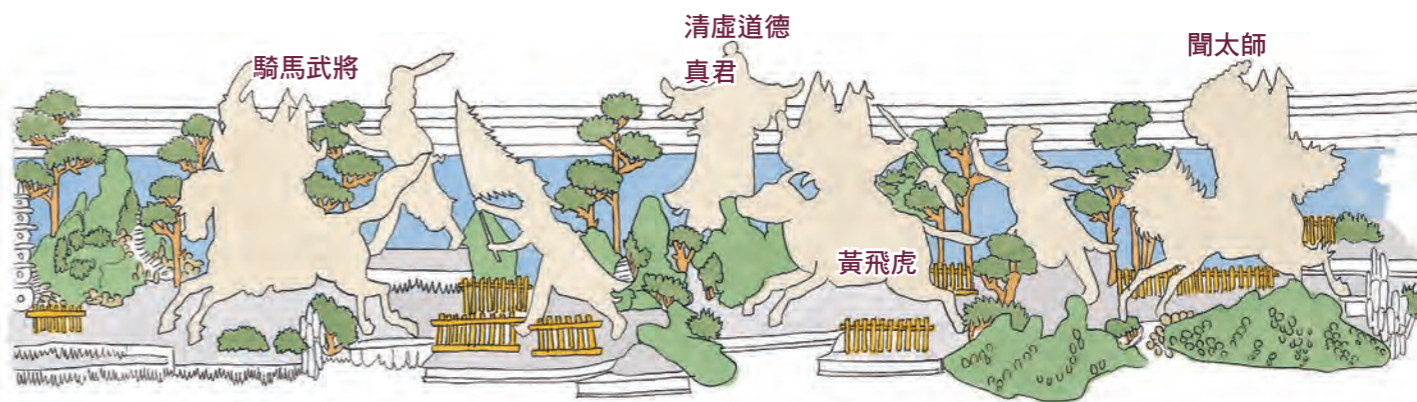 騎馬武將
清虛道德
真君
黃飛虎
聞太師